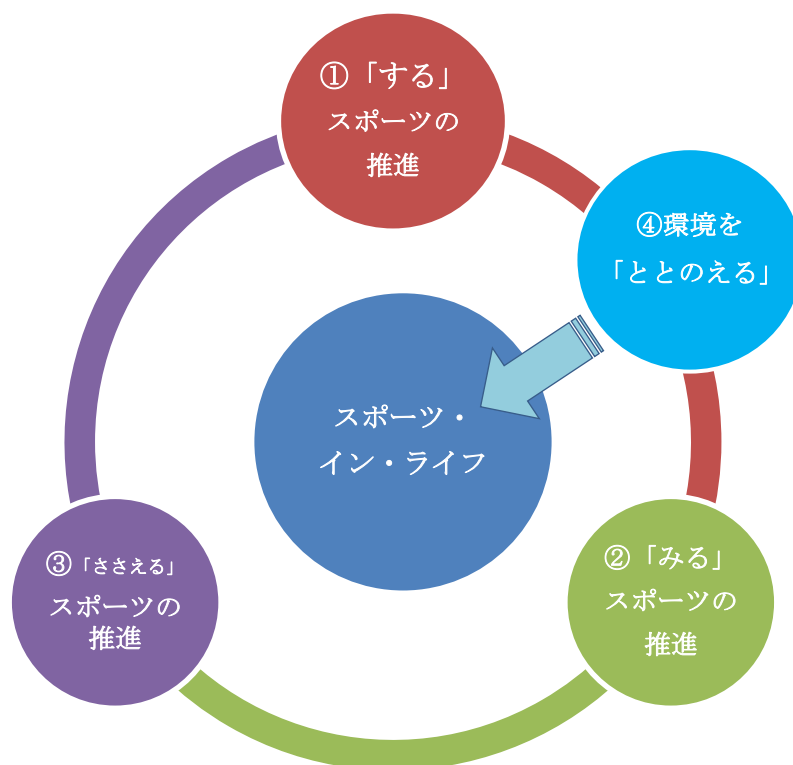 ①「する」
スポーツの
推進
④環境を
「ととのえる」
スポーツ・
イン・ライフ
③「ささえる」
スポーツの
推進
②「みる」
スポーツの
推進